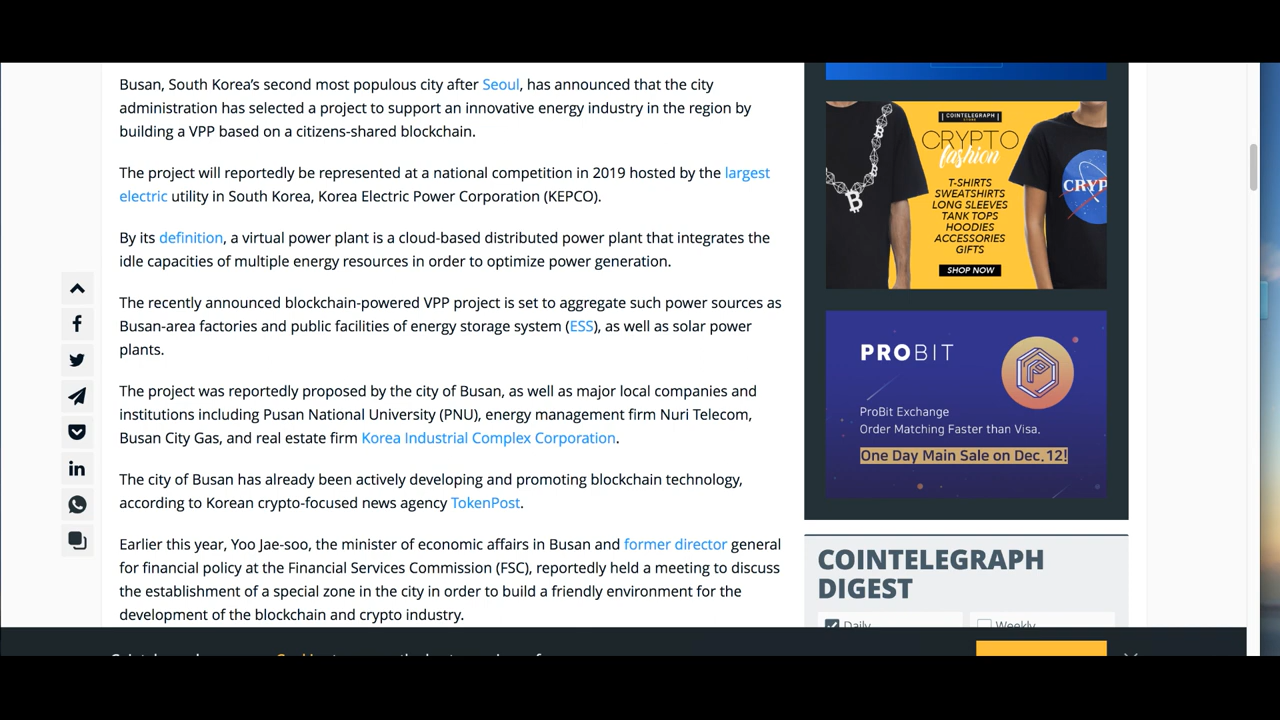 Busan, South Korea's second most populous city after Seoul, has announced that the city
administration has selected a project to support an innovative energy industry in the region by
building a VPP based on a citizens-shared blockchain.
The project will reportedly be represented at a national competition in 2019 hosted by the largest
electric utility in South Korea, Korea Electric Power Corporation (KEPCO).
By its definition, a virtual power plant is a cloud-based distributed power plant that integrates the
idle capacities of multiple energy resources in order to optimize power generation.
The recently announced blockchain-powered VPP project is set to aggregate such power sources as
Busan-area factories and public facilities of energy storage system (ESS), as well as solar power
plants.
The project was reportedly proposed by the city of Busan, as well as major local companies and
institutions including Pusan National University (PNU), energy management firm Nuri Telecom,
Busan City Gas, and real estate firm Korea Industrial Complex Corporation.
The city of Busan has already been actively developing and promoting blockchain technology,
according to Korean crypto-focused news agency TokenPost.
Earlier this year, Yoo Jae-soo, the minister of economic affairs in Busan and former director general
for financial policy at the Financial Services Commission (FSC), reportedly held a meeting to discuss
the establishment of a special zone in the city in order to build a friendly environment for the
development of the blockchain and crypto industry.
COINTELEGRAPH
CRYPTO
fashion
T-SHIRTS
SWEATSHIRTS
LONG SLEEVES
TANK TOPS
HOODIES
ACCESSORIES
GIFTS
SHOP NOW
CRYP
PROBIT
ProBit Exchange
Order Matching Faster than Visa.
One Day Main Sale on Dec.12!
COINTELEGRAPH
DIGEST
Daily
Weekly